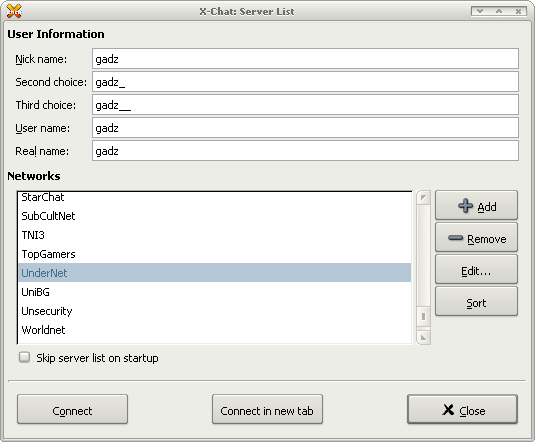 X-Chat: Server List
User Information
Nick name: gadz
Second choice: gadz_
Third choice: gadz__
User name: gadz
Real name: gadz
Networks
StarChat
SubCultNet
TNI3
TopGamers
UnderNet
UniBG
Unsecurity
Worldnet
Add
Remove
Edit...
Sort
Skip server list on startup
Connect
Connect in new tab
Close